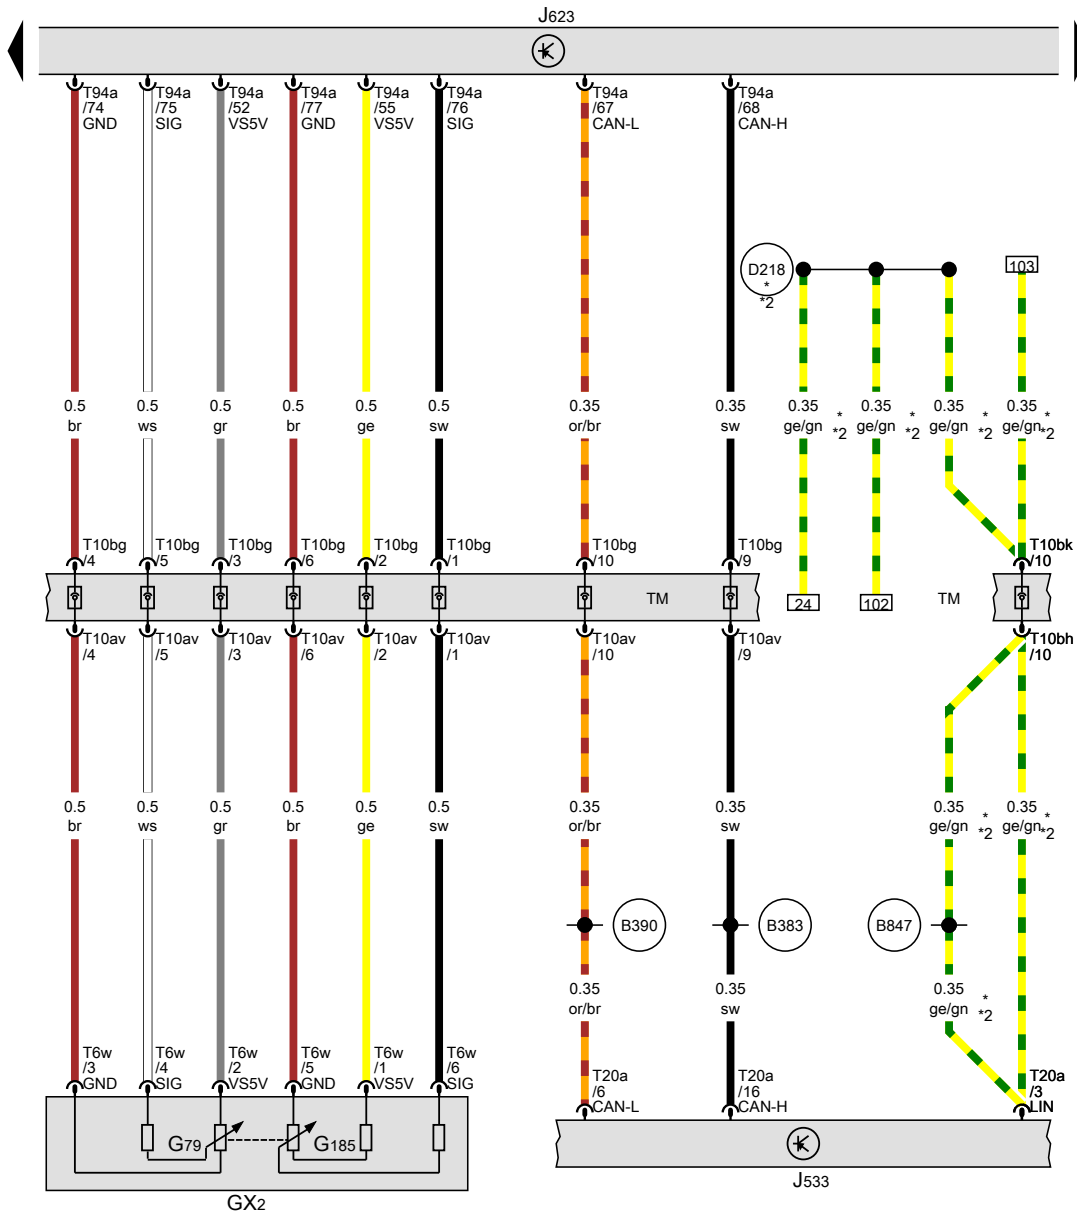 J623
T94a
/74
GND
T94a
/75
SIG
T94a
/52
VS5V
T94a
/77
GND
T94a
/55
VS5V
T94a
/76
SIG
T94a
/67
CAN-L
T94a
/68
CAN-H
D218
*
*2
103
0.5
br
0.5
ws
0.5
gr
0.5
br
0.5
ge
0.5
sw
0.35
or/br
0.35
sw
0.35
ge/gn
*
*2
0.35
ge/gn
*
*2
0.35
ge/gn
*
*2
0.35
ge/gn
*
*2
T10bg
/4
T10bg
/5
T10bg
/3
T10bg
/6
T10bg
/2
T10bg
/1
T10bg
/10
T10bg
/9
T10bk
/10
TM
24
102
TM
T10av
/4
T10av
/5
T10av
/3
T10av
/6
T10av
/2
T10av
/1
T10av
/10
T10av
/9
T10bh
/10
0.5
br
0.5
ws
0.5
gr
0.5
br
0.5
ge
0.5
sw
0.35
or/br
0.35
sw
0.35
ge/gn
*
*2
0.35
ge/gn
*
*2
B390
B383
B847
0.35
or/br
0.35
sw
0.35
ge/gn
*
*2
T6w
/3
GND
T6w
/4
SIG
T6w
/2
VS5V
T6w
/5
GND
T6w
/1
VS5V
T6w
/6
SIG
T20a
/6
CAN-L
T20a
/16
CAN-H
T20a
/3
LIN
G79
G185
GX2
J533